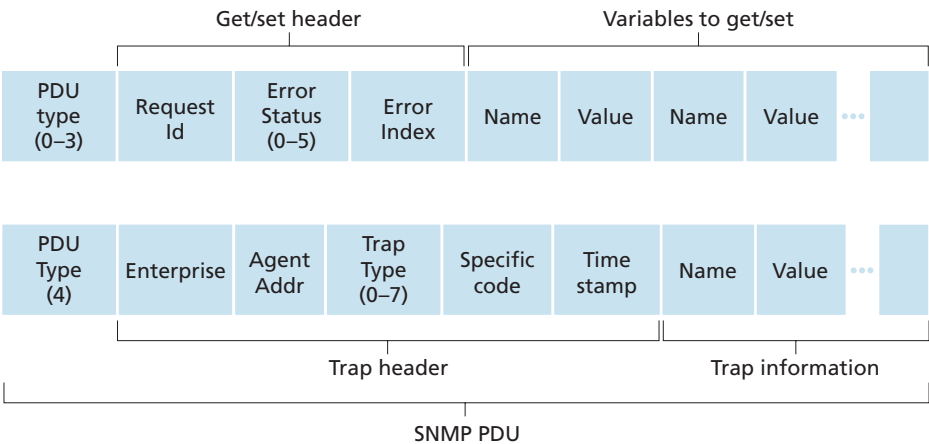 Get/set header
Variables to get/set
PDU
type
(0–3)
Request
Id
Error
Status
(0–5)
Error
Index
Name
Value
Name
Value
PDU
Type
(4)
Enterprise
Agent
Addr
Trap
Type
(0–7)
Specific
code
Time
stamp
Name
Value
Trap header
Trap information
SNMP PDU